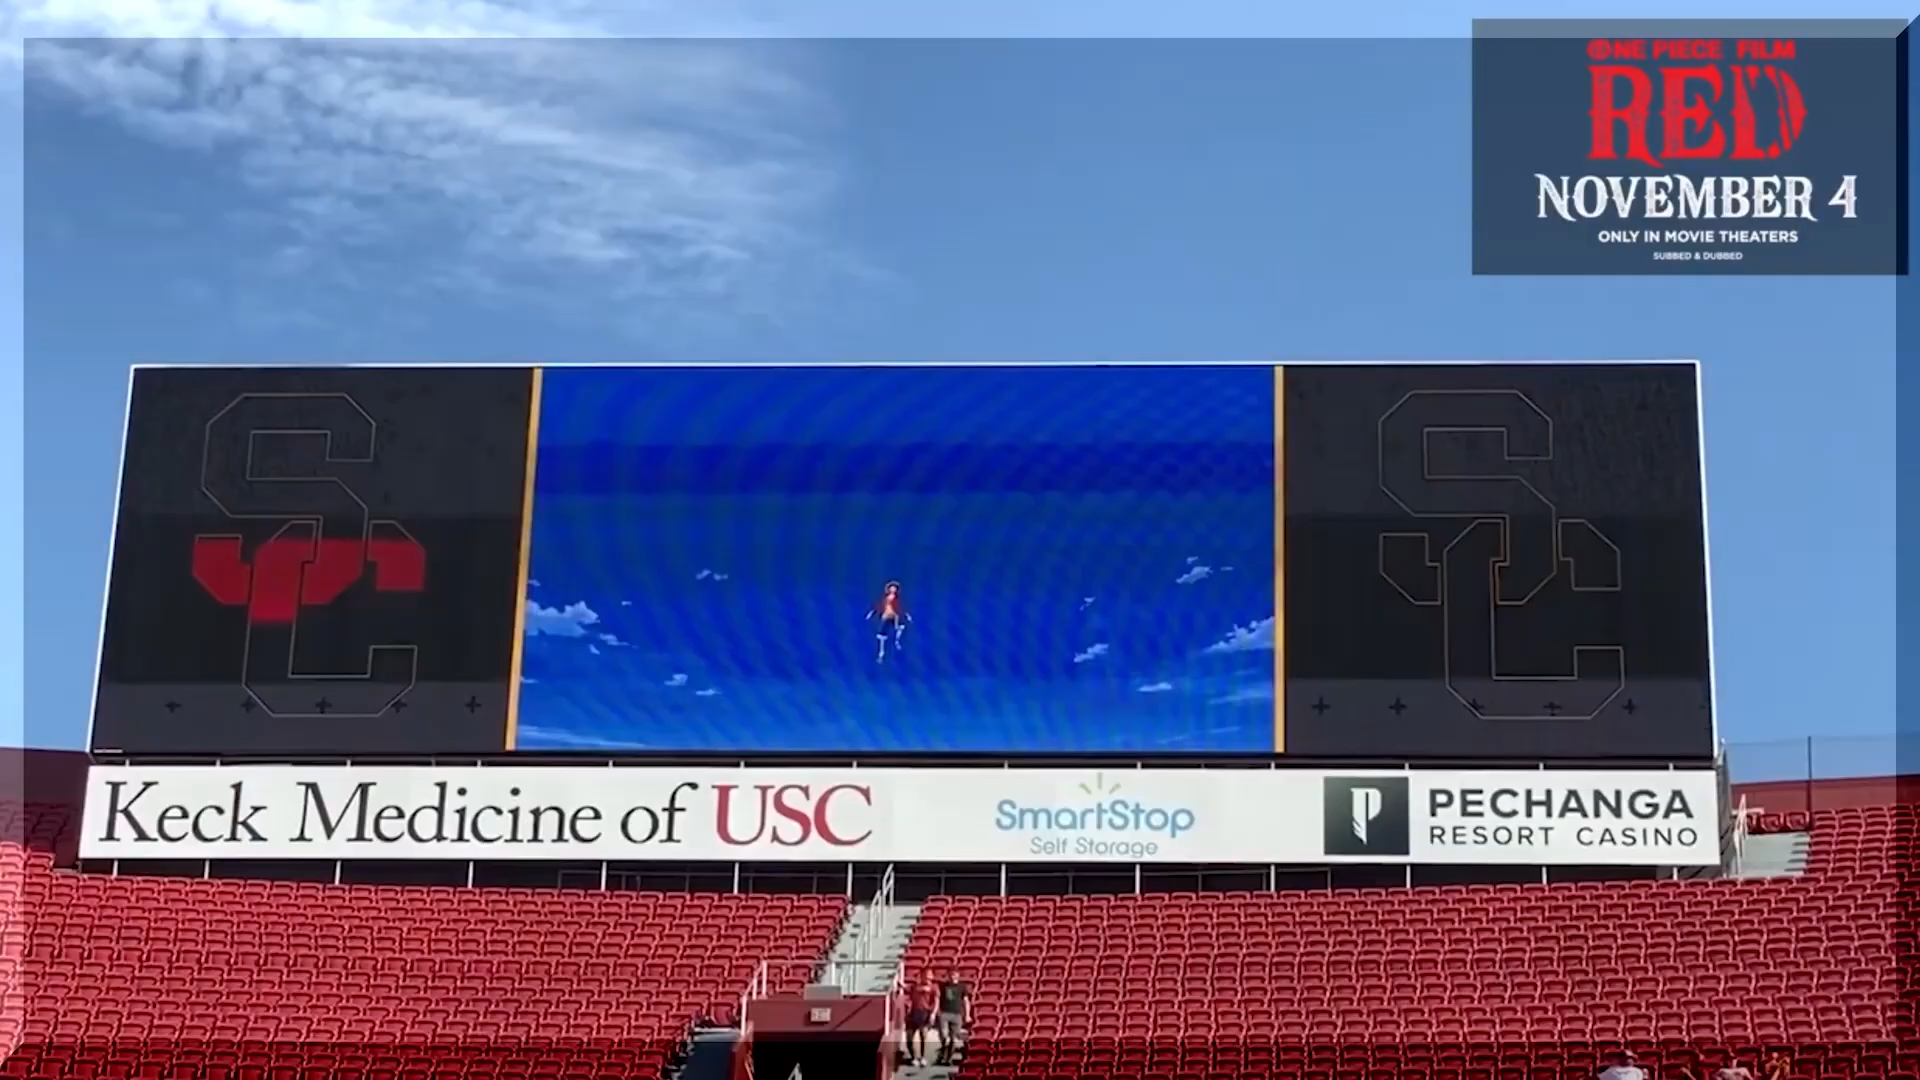 ONE PIECE FILM
RED
NOVEMBER 4
ONLY IN MOVIE THEATERS
SUBBED & DUBBED
SC
SC
Keck Medicine of USC
SmartStop
Self Storage
P
PECHANGA
RESORT CASINO
4